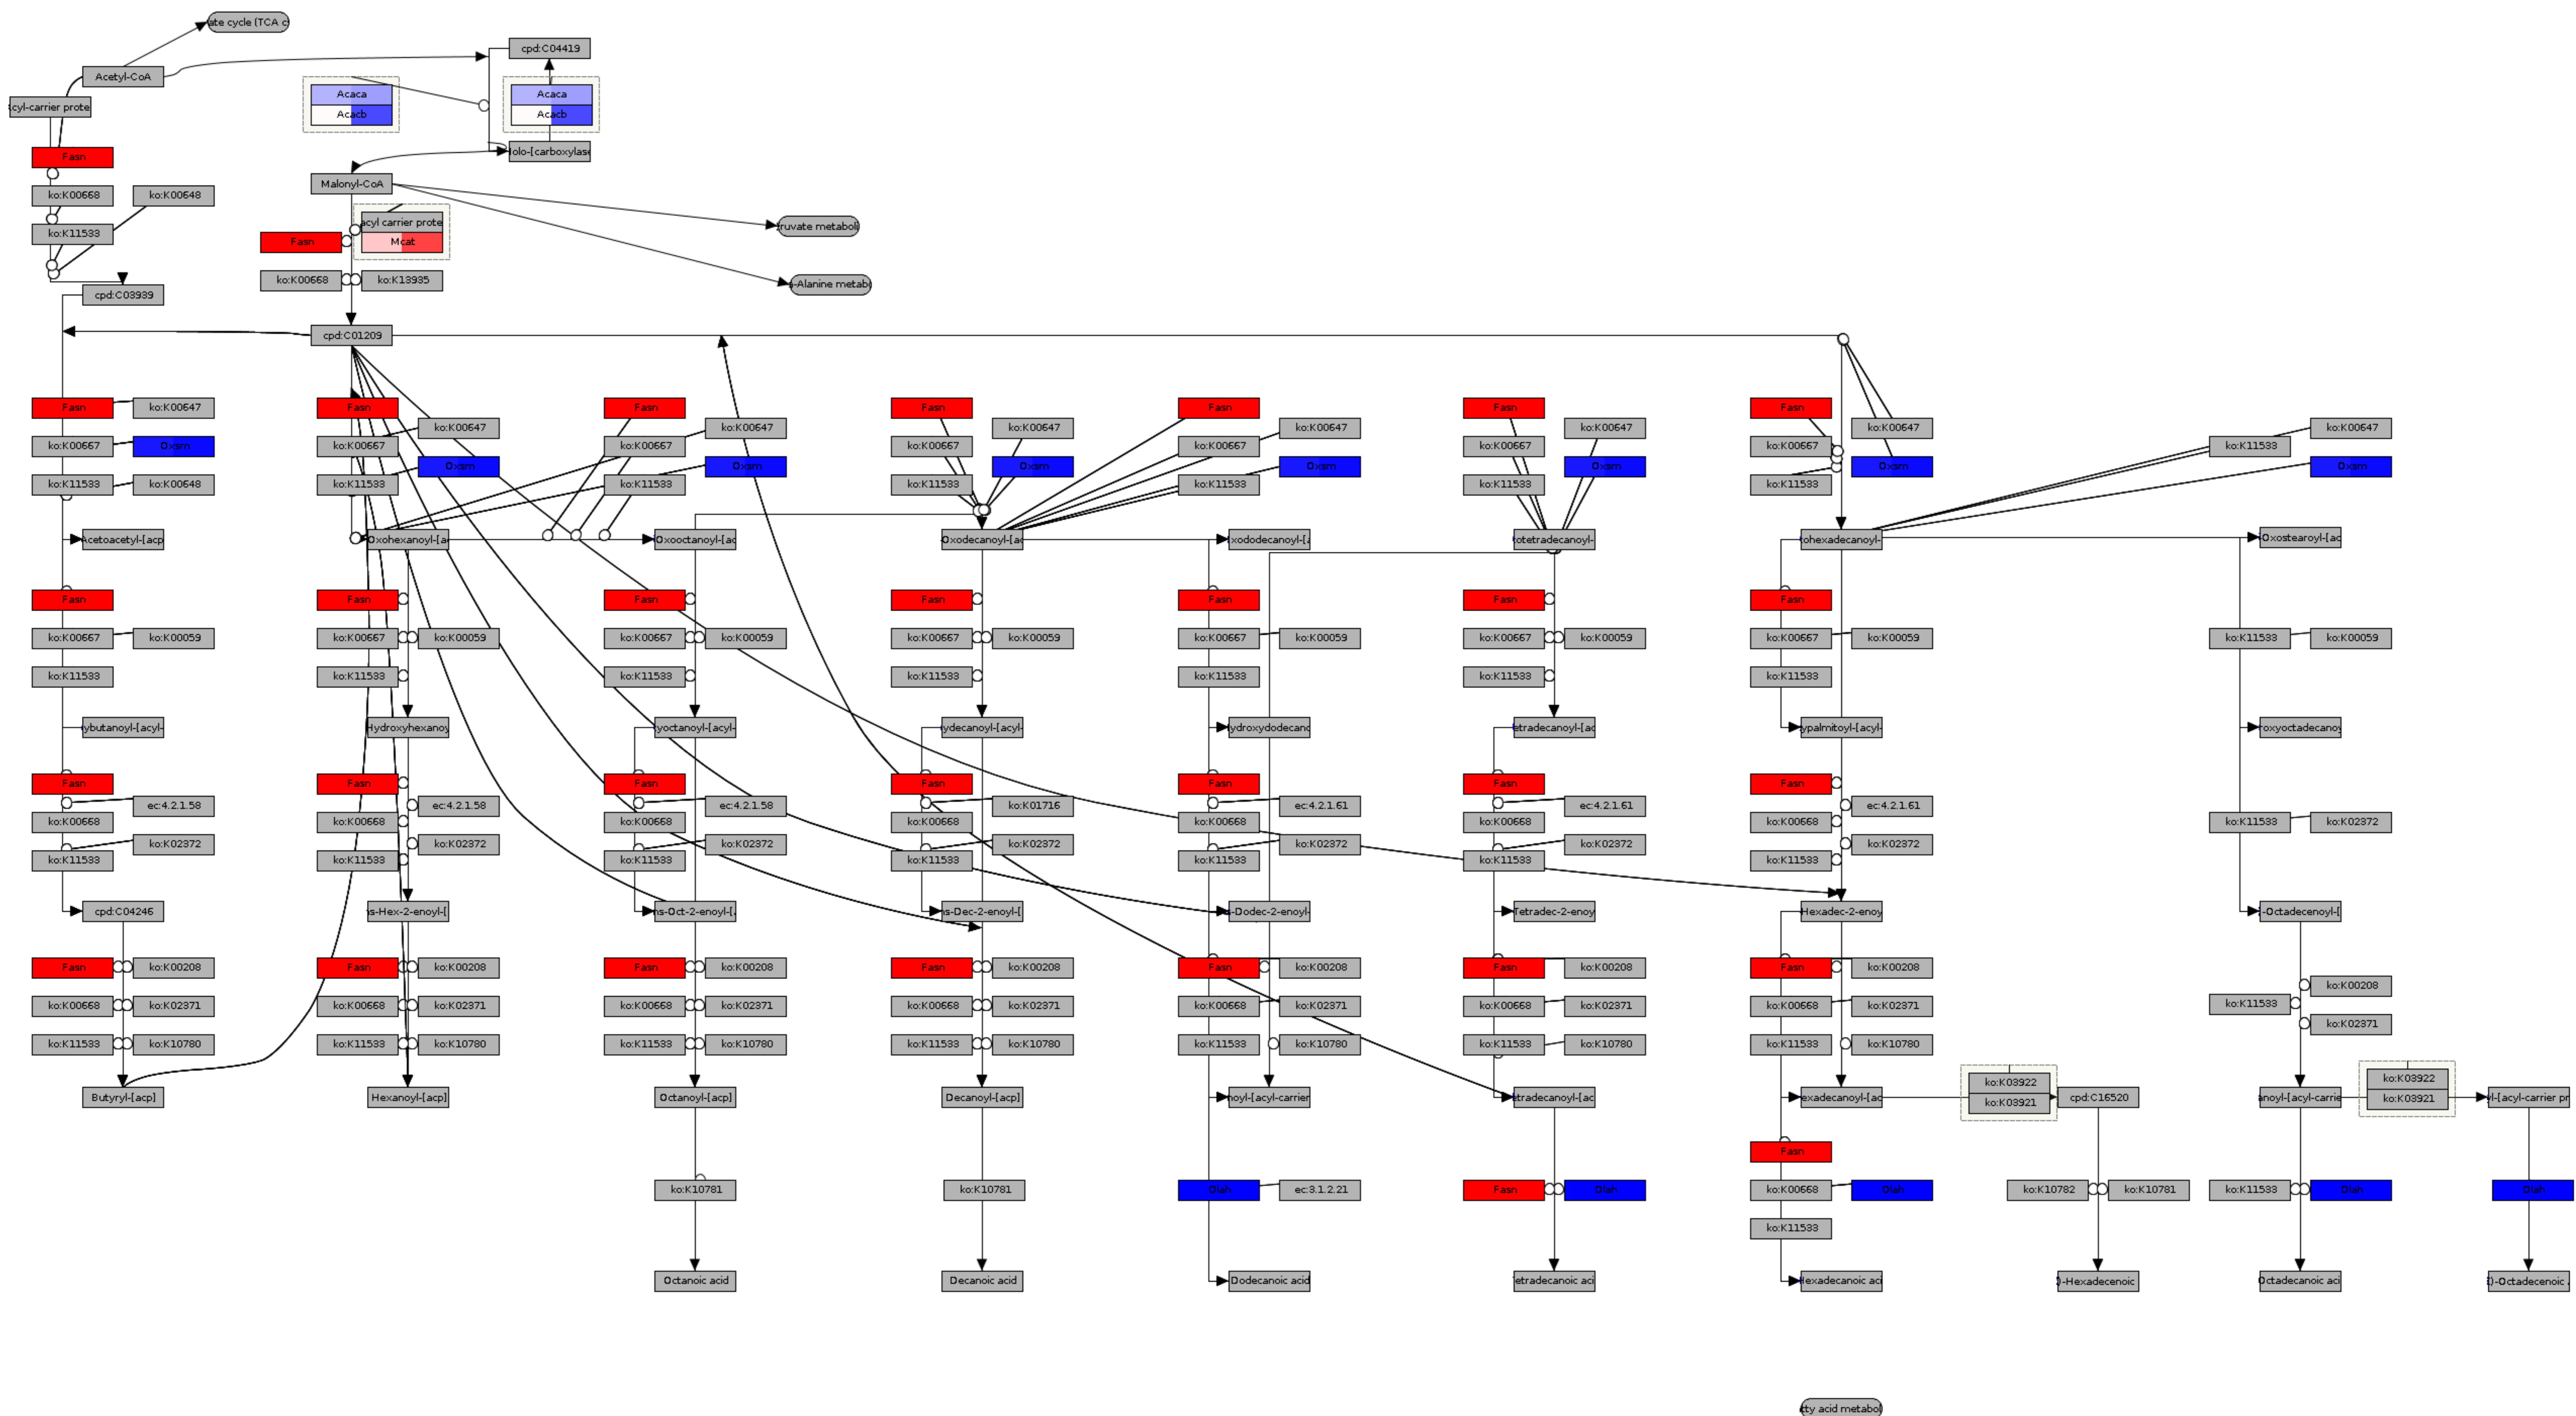 ate cycle (TCA c
cpd:C04419
Acetyl-CoA
Acaca
Acaca
cyl-carrier prote
Acacb
Acacb
Fasn
olo-[carboxylase
Malonyl-CoA
ko:K00668
ko:K00648
acyl carrier prote
ruvate metaboli
ko:K11533
Fasn
Mcat
ko:K00668
ko:K13935
a-Alanine metabo
cpd:C03939
cpd:C01209
Fasn
ko:K00647
Fasn
Fasn
Fasn
Fasn
Fasn
Fasn
ko:K00647
ko:K00647
ko:K00647
ko:K00647
ko:K00647
ko:K00647
ko:K00647
ko:K00667
Oxsm
ko:K00667
ko:K00667
ko:K00667
ko:K00667
ko:K00667
ko:K00667
ko:K11533
Oxsm
Oxsm
Oxsm
Oxsm
Oxsm
Oxsm
Oxsm
ko:K11533
ko:K00648
ko:K11533
ko:K11533
ko:K11533
ko:K11533
ko:K11533
ko:K11533
Acetoacetyl-[acp
Oxohexanoyl-[a
Oxooctanoyl-[ac
Oxodecanoyl-[ac
xododecanoyl-[a
otetradecanoyl-
ohexadecanoyl-
Oxostearoyl-[ac
Fasn
Fasn
Fasn
Fasn
Fasn
Fasn
Fasn
ko:K00667
ko:K00059
ko:K00667
ko:K00059
ko:K00667
ko:K00059
ko:K00667
ko:K00059
ko:K00667
ko:K00059
ko:K00667
ko:K00059
ko:K00667
ko:K00059
ko:K11533
ko:K00059
ko:K11533
ko:K11533
ko:K11533
ko:K11533
ko:K11533
ko:K11533
ko:K11533
ybutanoyl-[acyl-
Hydroxyhexanoy
yoctanoyl-[acyl-
ydecanoyl-[acyl-
ydroxydodecano
etradecanoyl-[ac
ypalmitoyl-[acyl-
roxyoctadecanoy
Fasn
Fasn
Fasn
Fasn
Fasn
Fasn
Fasn
ec:4.2.1.58
ec:4.2.1.58
ec:4.2.1.58
ko:K01716
ec:4.2.1.61
ec:4.2.1.61
ec:4.2.1.61
ko:K00668
ko:K00668
ko:K00668
ko:K00668
ko:K00668
ko:K00668
ko:K00668
ko:K11533
ko:K02372
ko:K02372
ko:K02372
ko:K02372
ko:K02372
ko:K02372
ko:K02372
ko:K02372
ko:K11533
ko:K11533
ko:K11533
ko:K11533
ko:K11533
ko:K11533
ko:K11533
cpd:C04246
ns-Hex-2-enoyl-[
ns-Oct-2-enoyl-[
ns-Dec-2-enoyl-[
s-Dodec-2-enoyl-
Tetradec-2-enoy
Hexadec-2-enoy
-Octadecenoyl-[
Fasn
ko:K00208
Fasn
ko:K00208
Fasn
ko:K00208
Fasn
ko:K00208
Fasn
ko:K00208
Fasn
ko:K00208
Fasn
ko:K00208
ko:K00208
ko:K00668
ko:K02371
ko:K00668
ko:K02371
ko:K00668
ko:K02371
ko:K00668
ko:K02371
ko:K00668
ko:K02371
ko:K00668
ko:K02371
ko:K00668
ko:K02371
ko:K11533
ko:K02371
ko:K11533
ko:K10780
ko:K11533
ko:K10780
ko:K11533
ko:K10780
ko:K11533
ko:K10780
ko:K11533
ko:K10780
ko:K11533
ko:K10780
ko:K11533
ko:K10780
ko:K03922
ko:K03922
ko:K03921
ko:K03921
Butyryl-[acp]
Hexanoyl-[acp]
Octanoyl-[acp]
Decanoyl-[acp]
noyl-[acyl-carrier
etradecanoyl-[ac
exadecanoyl-[ac
cpd:C16520
anoyl-[acyl-carrie
yl-[acyl-carrier pr
Fasn
ko:K10781
ko:K10781
Olah
ec:3.1.2.21
Fasn
Olah
ko:K00668
Olah
ko:K10782
ko:K10781
ko:K11533
Olah
Olah
ko:K11533
Octanoic acid
Decanoic acid
Dodecanoic acid
etradecanoic aci
Hexadecanoic aci
)-Hexadecenoic
Octadecanoic aci
)-Octadecenoic
tty acid metabol